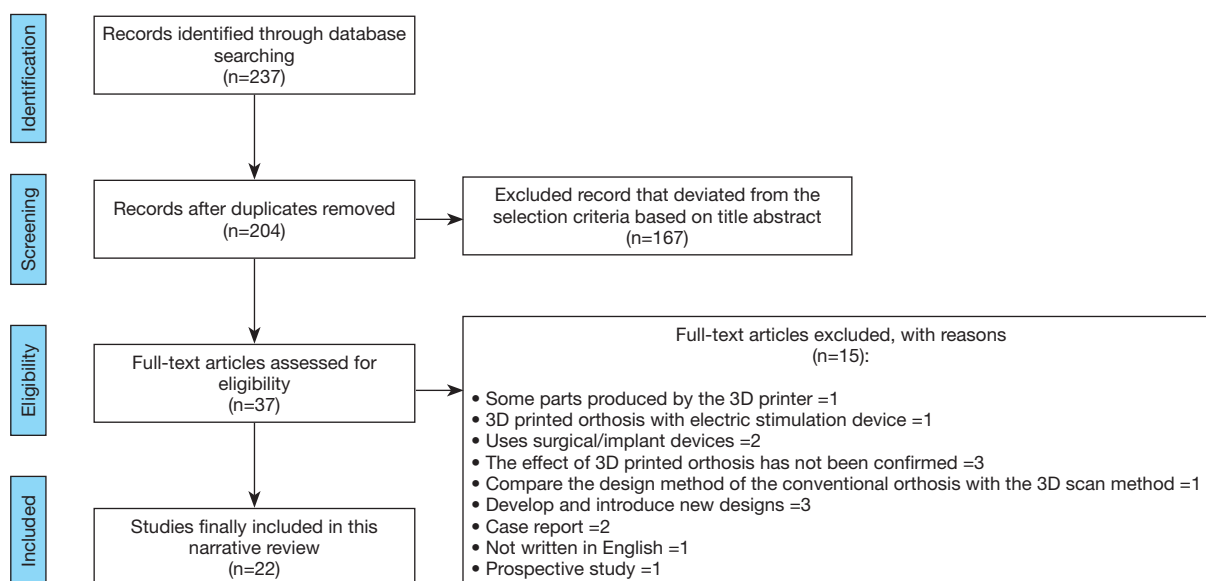 Identification
Records identified through database
searching
(n=237)
Screening
Records after duplicates removed
(n=204)
Excluded record that deviated from the
selection criteria based on title abstract
(n=167)
Eligibility
Full-text articles assessed for
eligibility
(n=37)
Full-text articles excluded, with reasons
(n=15):
• Some parts produced by the 3D printer =1
• 3D printed orthosis with electric stimulation device =1
• Uses surgical/implant devices =2
• The effect of 3D printed orthosis has not been confirmed =3
• Compare the design method of the conventional orthosis with the 3D scan method =1
• Develop and introduce new designs =3
• Case report =2
• Not written in English =1
• Prospective study =1
Included
Studies finally included in this
narrative review
(n=22)